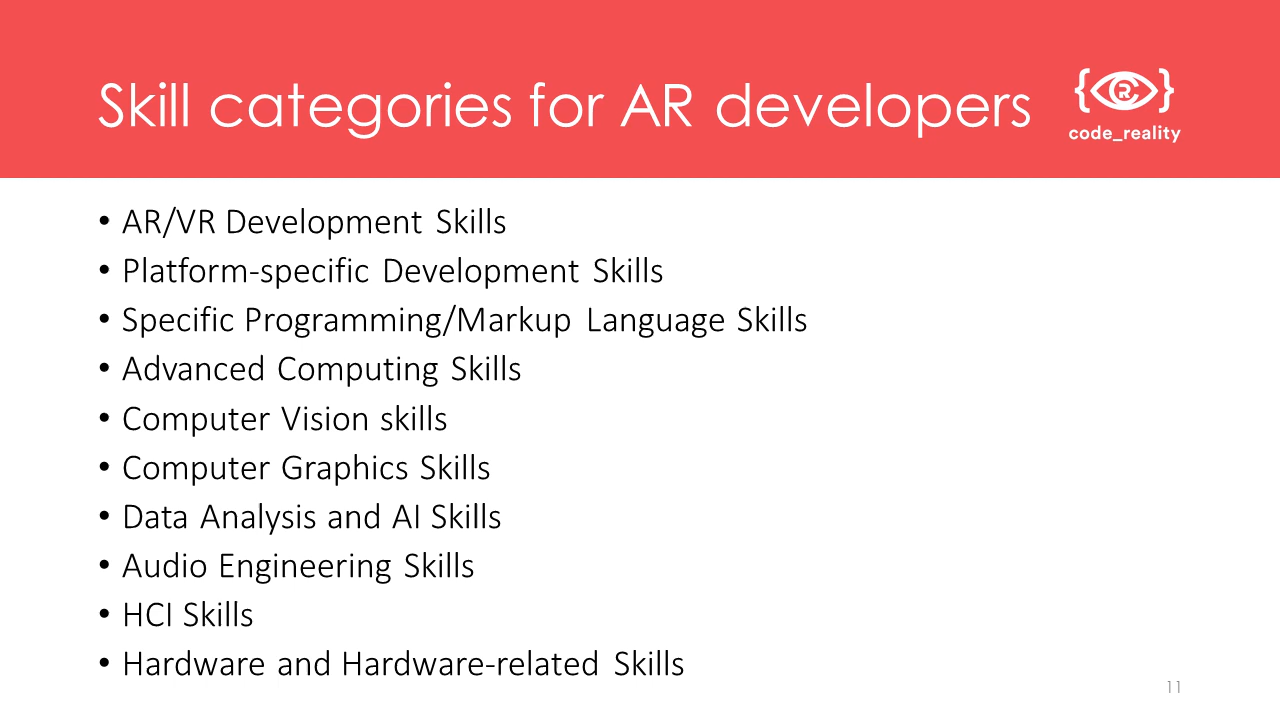 Skill categories for AR developers
{RC}
code_reality
• AR/VR Development Skills
• Platform-specific Development Skills
• Specific Programming/Markup Language Skills
• Advanced Computing Skills
• Computer Vision skills
• Computer Graphics Skills
• Data Analysis and AI Skills
• Audio Engineering Skills
• HCI Skills
• Hardware and Hardware-related Skills
11